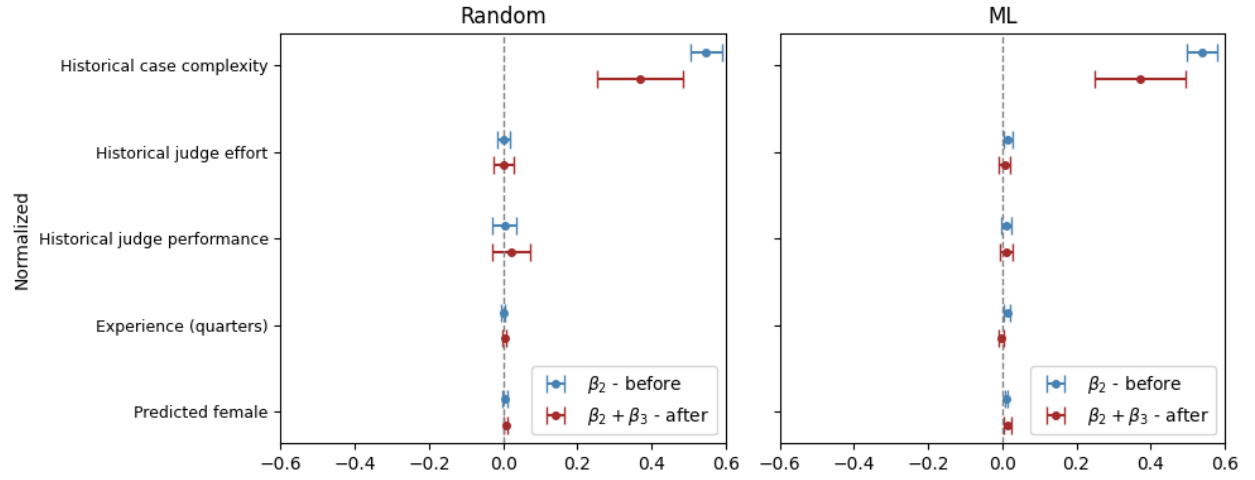 Random
ML
Normalized
Historical case complexity
Historical judge effort
Historical judge performance
Experience (quarters)
Predicted female
β₂ - before
β₂ + β₃ - after
β₂ - before
β₂ + β₃ - after
−0.6 −0.4 −0.2 0.0 0.2 0.4 0.6
−0.6 −0.4 −0.2 0.0 0.2 0.4 0.6